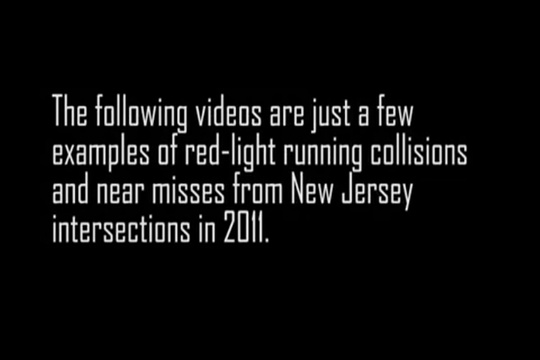 The following videos are just a few
examples of red-light running collisions
and near misses from New Jersey
intersections in 2011.